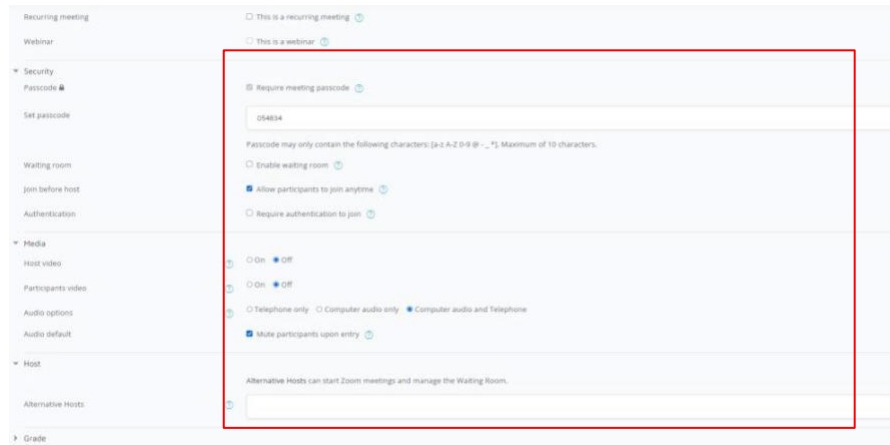 Recurring meeting This is a recurring meeting ?
Webinar This is a webinar ?
Security
Passcode Require meeting passcode ?
Set passcode 054834
Passcode may only contain the following characters: [a-z A-Z 0-9 @ - _ *]. Maximum of 10 characters.
Waiting room Enable waiting room ?
Join before host Allow participants to join anytime ?
Authentication Require authentication to join ?
Media
Host video ? On Off
Participants video ? On Off
Audio options ? Telephone only Computer audio only Computer audio and Telephone
Audio default Mute participants upon entry ?
Host
Alternative Hosts can start Zoom meetings and manage the Waiting Room.
Alternative Hosts ?
Grade